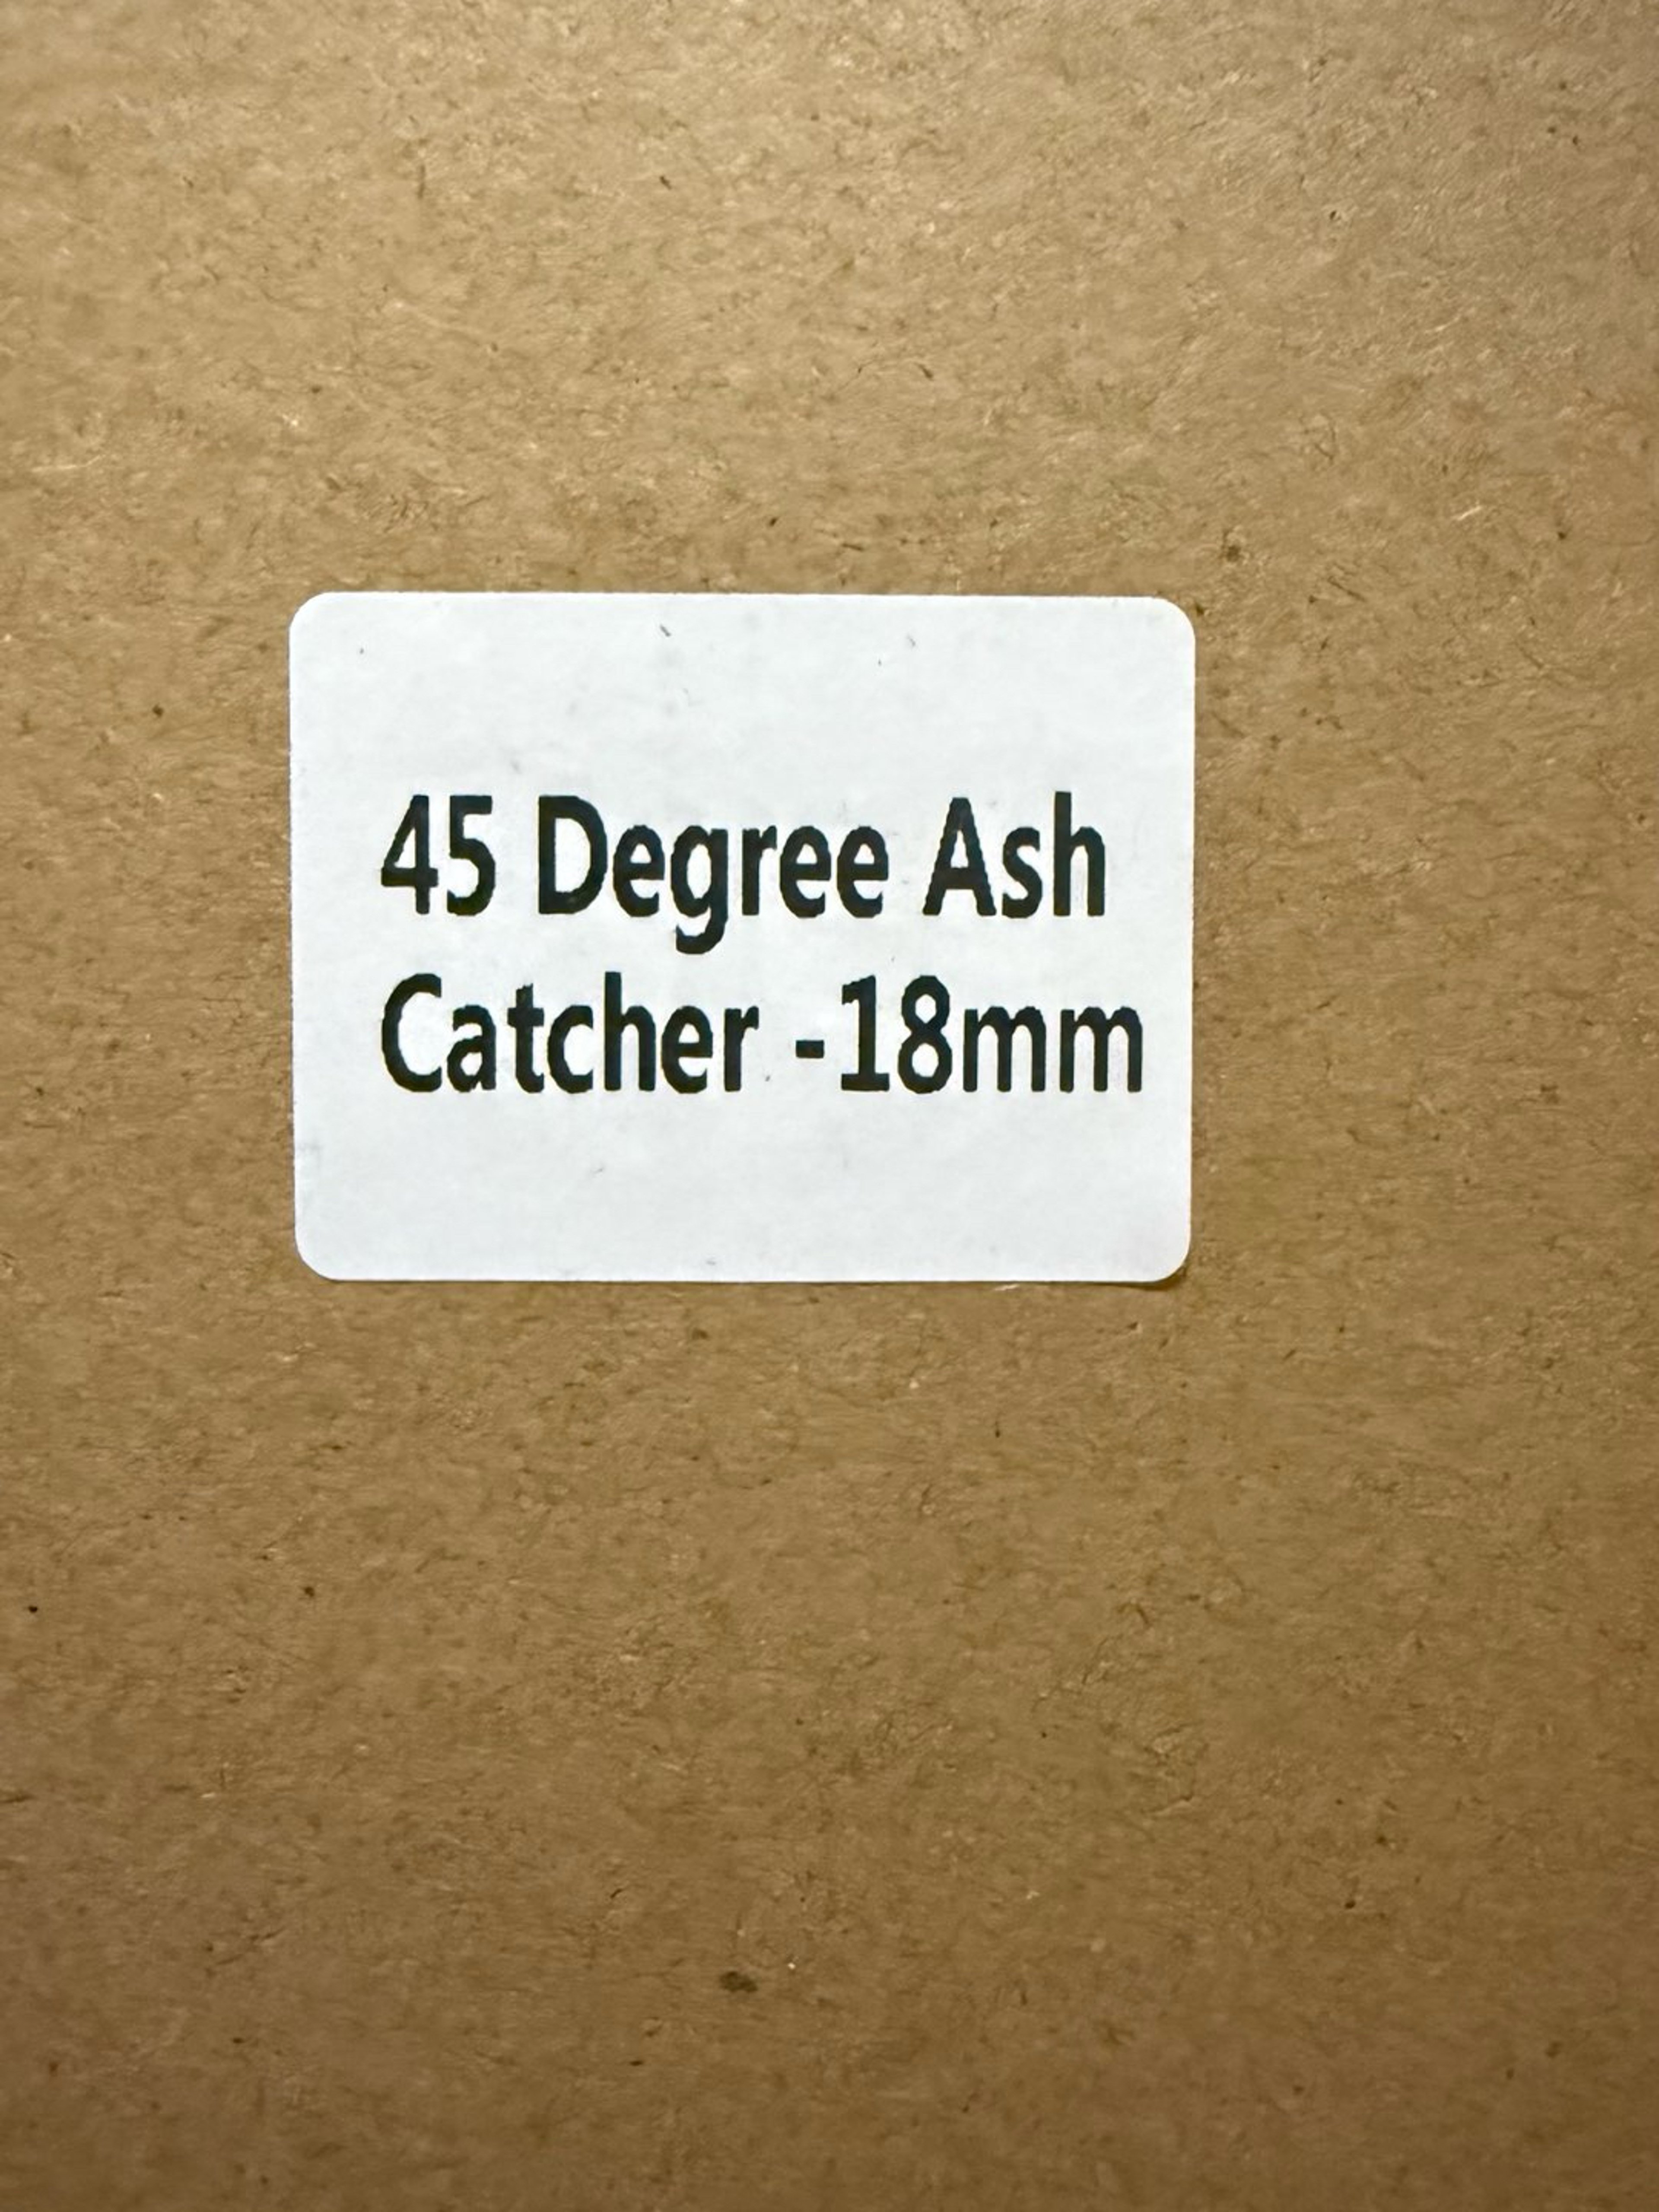 45 Degree Ash
Catcher -18mm